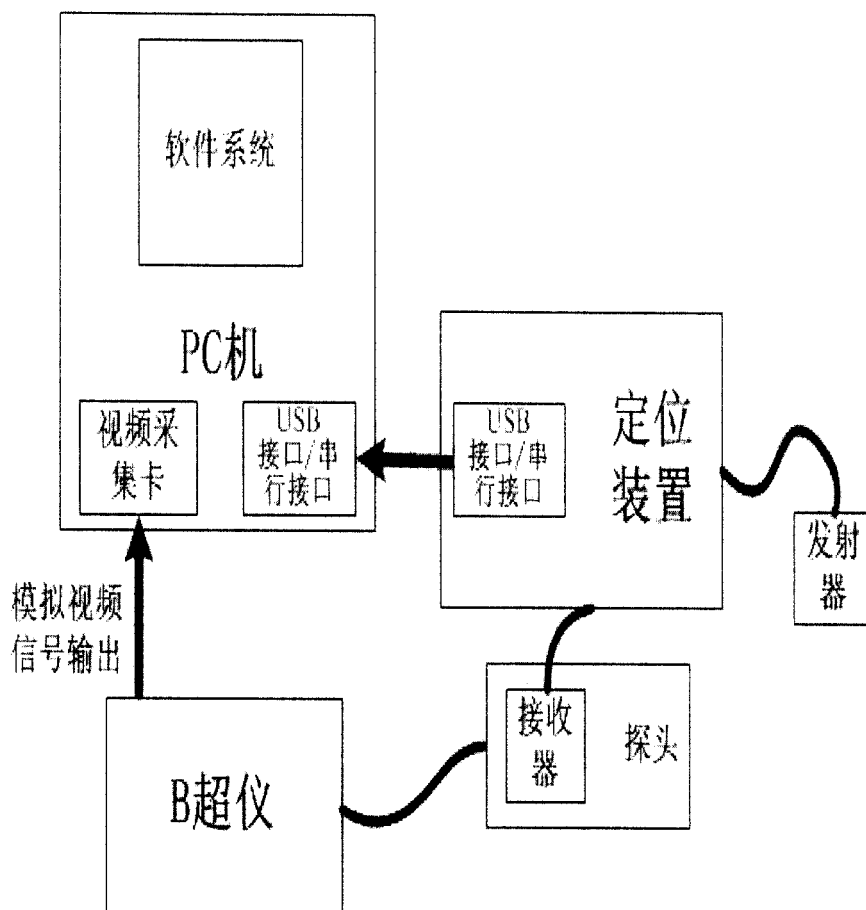 软件系统
PC机
视频采
集卡
USB
接口/串
行接口
USB
接口/串
行接口
定位
装置
发射
器
模拟视频
信号输出
接收
器
探头
B超仪